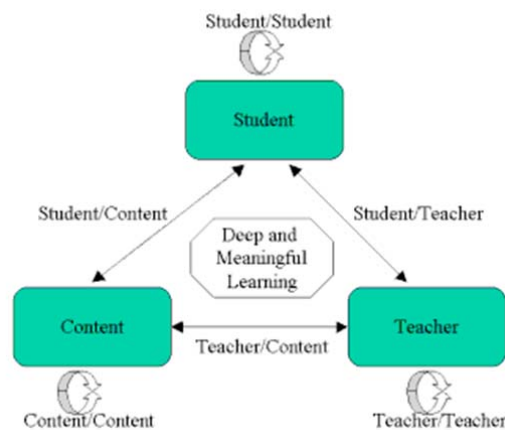 Student/Student
Student
Student/Content
Student/Teacher
Deep and
Meaningful
Learning
Content
Teacher
Teacher/Content
Content/Content
Teacher/Teacher